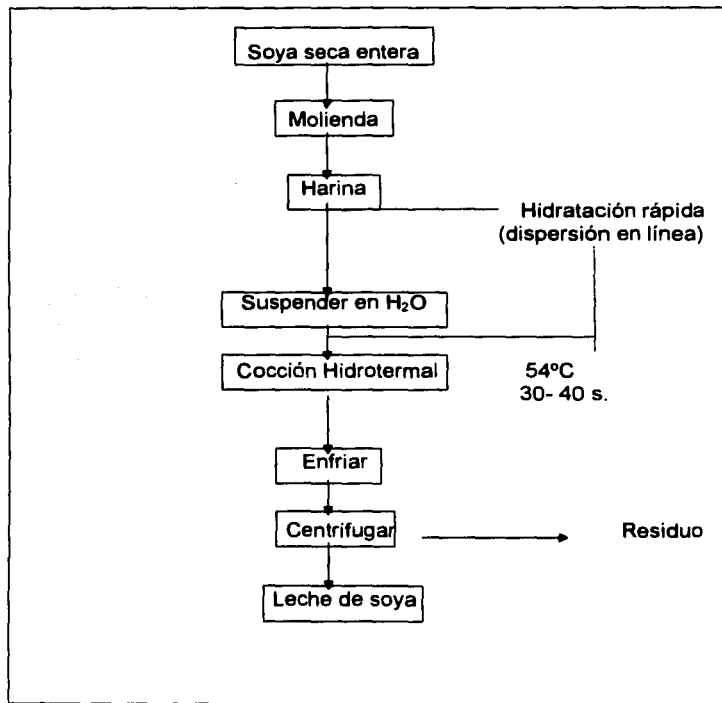 Soya seca entera
Molienda
Harina
Hidratación rápida
(dispersión en línea)
Suspender en H₂O
Cocción Hidrotermal
54ºC
30- 40 s.
Enfriar
Centrifugar
Residuo
Leche de soya